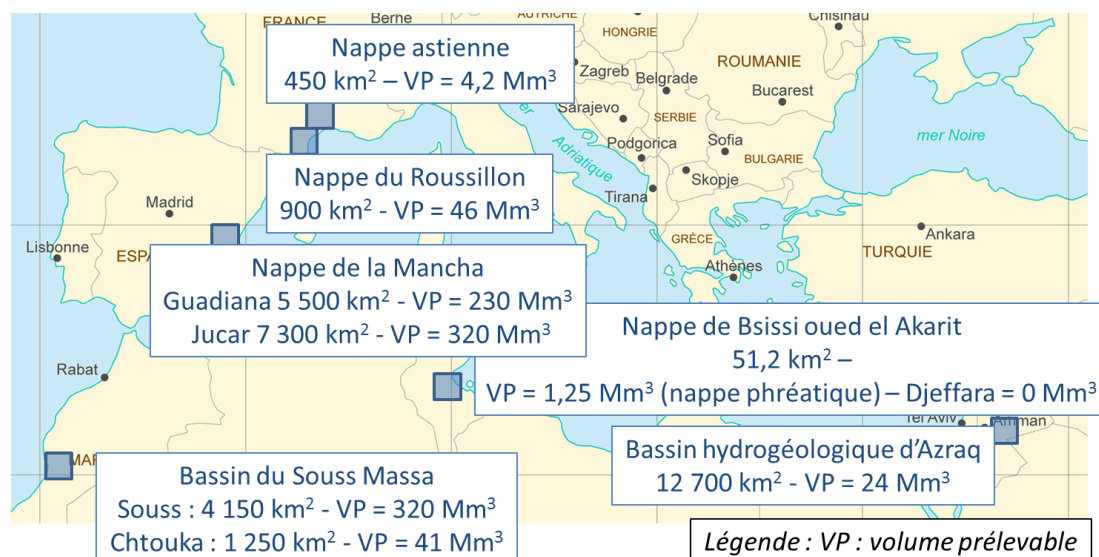 FRANCE
Berne
AUTRICHE
HONGRIE
Chisinau
Nappe astienne
450 km² – VP = 4,2 Mm³
Zagreb
Belgrade
ROUMANIE
Bucarest
Sarajevo
SERBIE
mer Noire
Adriatique
Podgorica
Sofia
BULGARIE
Skopje
Tirana
Nappe du Roussillon
900 km² - VP = 46 Mm³
Madrid
Lisbonne
ESPA
GRÈCE
Ankara
TURQUIE
Athènes
Nappe de la Mancha
Guadiana 5 500 km² - VP = 230 Mm³
Jucar 7 300 km² - VP = 320 Mm³
Nappe de Bsissi oued el Akarit
51,2 km² –
VP = 1,25 Mm³ (nappe phréatique) – Djeffara = 0 Mm³
Rabat
Tel Aviv
Amman
MAR
Bassin hydrogéologique d’Azraq
12 700 km² - VP = 24 Mm³
Bassin du Souss Massa
Souss : 4 150 km² - VP = 320 Mm³
Chtouka : 1 250 km² - VP = 41 Mm³
Légende : VP : volume prélevable